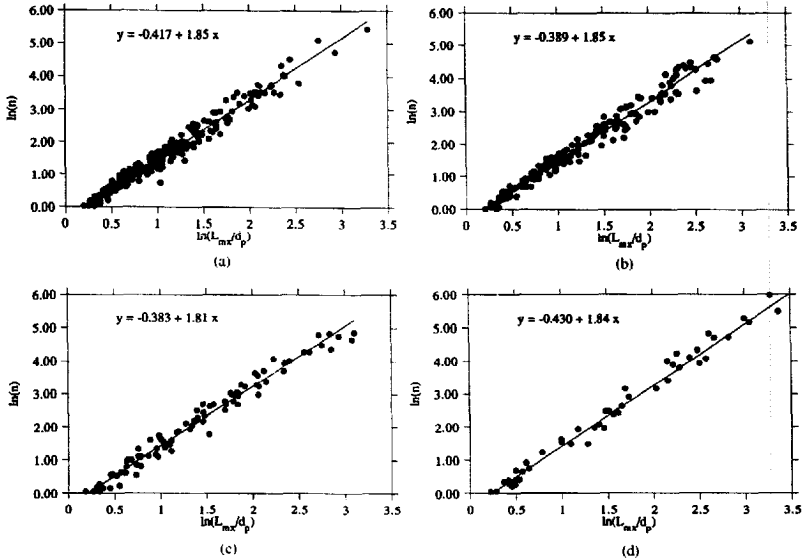 6.00
y = -0.417 + 1.85 x
5.00
4.00
3.00
2.00
1.00
0.00
ln(n)
0 0.5 1 1.5 2 2.5 3 3.5
ln(Lmx/dp)
(a)
6.00
y = -0.389 + 1.85 x
5.00
4.00
3.00
2.00
1.00
0.00
ln(n)
0 0.5 1 1.5 2 2.5 3 3.5
ln(Lmx/dp)
(b)
6.00
y = -0.383 + 1.81 x
5.00
4.00
3.00
2.00
1.00
0.00
ln(n)
0 0.5 1 1.5 2 2.5 3 3.5
ln(Lmx/dp)
(c)
6.00
y = -0.430 + 1.84 x
5.00
4.00
3.00
2.00
1.00
0.00
ln(n)
0 0.5 1 1.5 2 2.5 3 3.5
ln(Lmx/dp)
(d)